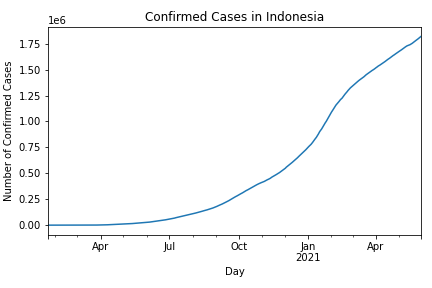 Confirmed Cases in Indonesia
1e6
1.75
1.50
1.25
1.00
0.75
0.50
0.25
0.00
Number of Confirmed Cases
Apr Jul Oct Jan Apr
2021
Day